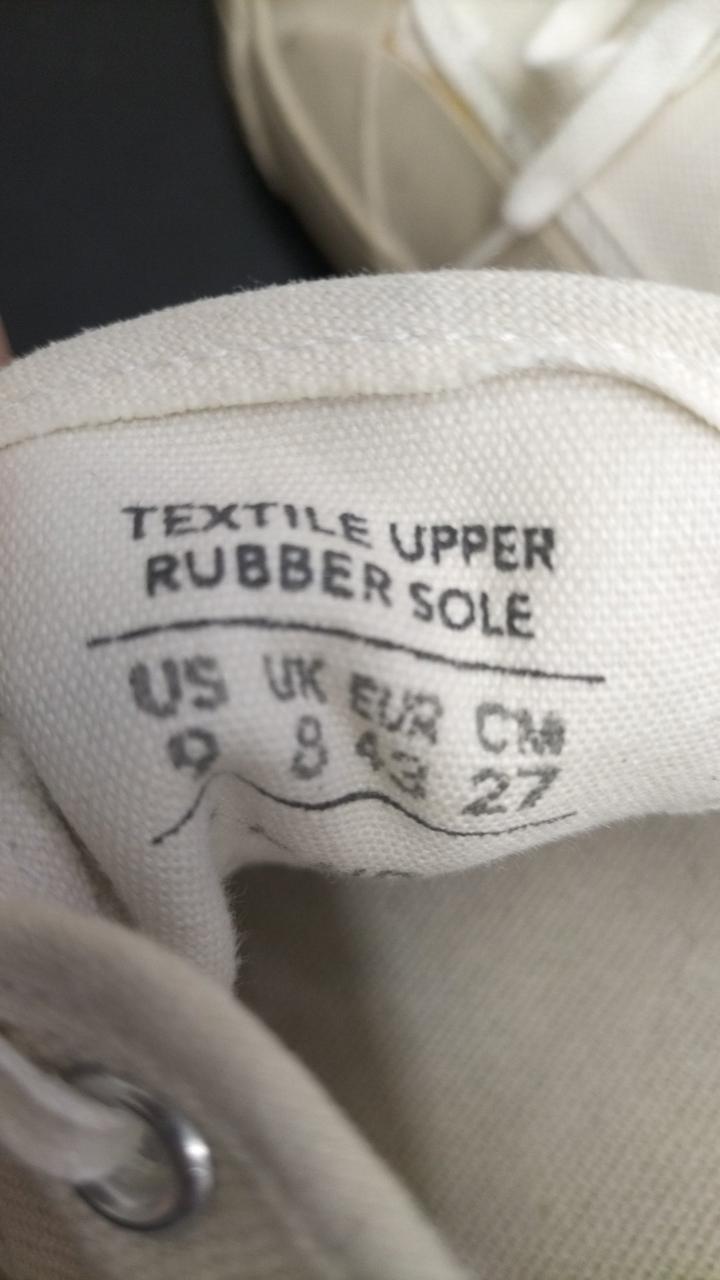 TEXTILE UPPER
RUBBER SOLE
US UK EUR CM
9 8 43 27